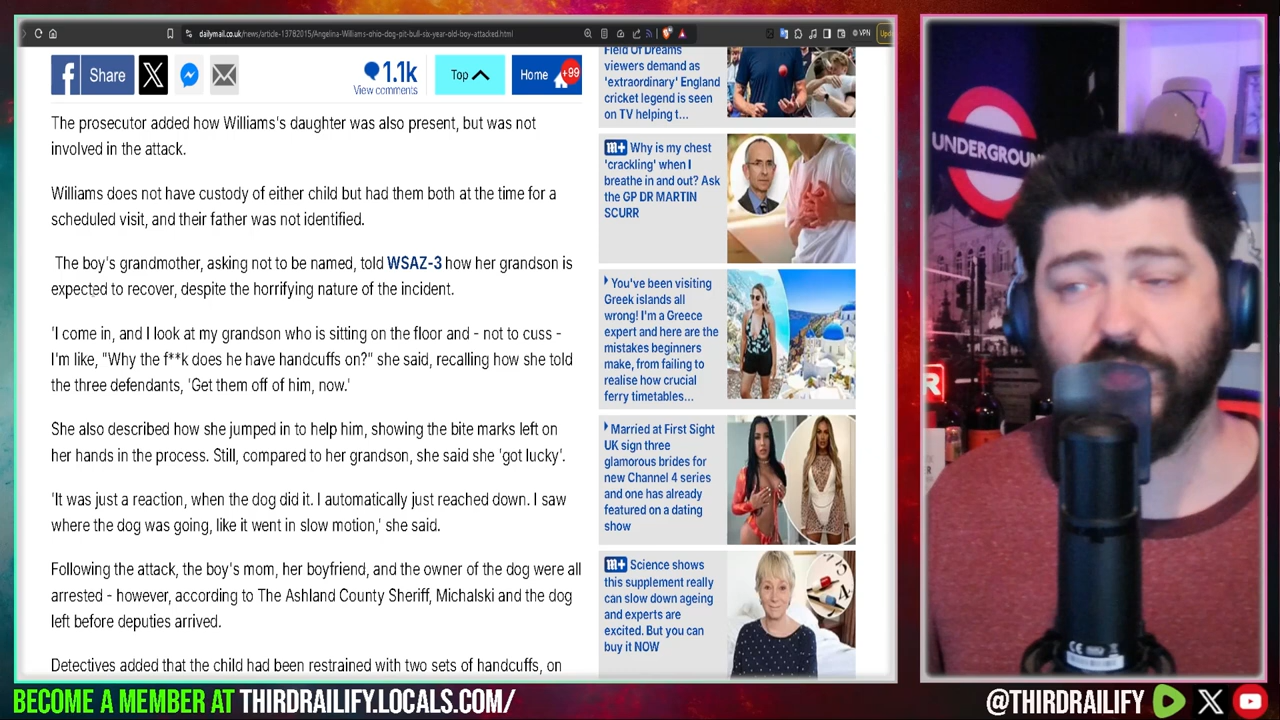 dailymail.co.uk/news/article-13782015/Angelina-Williams-ohio-dog-pit-bull-six-year-old-boy-attacked.html
VPN
Share
1.1k
View comments
Top
Home
+99
The prosecutor added how Williams's daughter was also present, but was not
involved in the attack.
Williams does not have custody of either child but had them both at the time for a
scheduled visit, and their father was not identified.
The boy's grandmother, asking not to be named, told WSAZ-3 how her grandson is
expected to recover, despite the horrifying nature of the incident.
'I come in, and I look at my grandson who is sitting on the floor and - not to cuss -
I'm like, "Why the f**k does he have handcuffs on?" she said, recalling how she told
the three defendants, 'Get them off of him, now.'
She also described how she jumped in to help him, showing the bite marks left on
her hands in the process. Still, compared to her grandson, she said she 'got lucky'.
'It was just a reaction, when the dog did it. I automatically just reached down. I saw
where the dog was going, like it went in slow motion,' she said.
Following the attack, the boy's mom, her boyfriend, and the owner of the dog were all
arrested - however, according to The Ashland County Sheriff, Michalski and the dog
left before deputies arrived.
Detectives added that the child had been restrained with two sets of handcuffs, on
Field Of Dreams
viewers demand as
'extraordinary' England
cricket legend is seen
on TV helping t...
m+ Why is my chest
'crackling' when I
breathe in and out? Ask
the GP DR MARTIN
SCURR
You've been visiting
Greek islands all
wrong! I'm a Greece
expert and here are the
mistakes beginners
make, from failing to
realise how crucial
ferry timetables...
Married at First Sight
UK sign three
glamorous brides for
new Channel 4 series
and one has already
featured on a dating
show
m+ Science shows
this supplement really
can slow down ageing
and experts are
excited. But you can
buy it NOW
UNDERGROUN
R
CE
BECOME A MEMBER AT THIRDRAILIFY.LOCALS.COM/
@THIRDRAILIFY